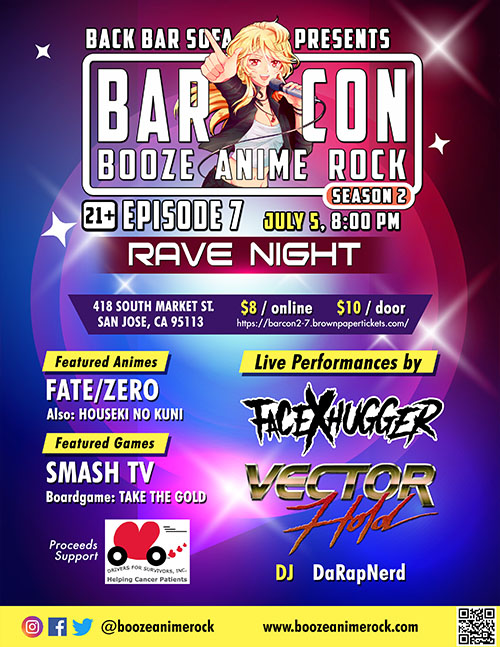 BACK BAR SOFA PRESENTS
BAR CON
BOOZE ANIME ROCK
SEASON 2
21+ EPISODE 7 JULY 5, 8:00 PM
RAVE NIGHT
418 SOUTH MARKET ST.
SAN JOSE, CA 95113
$8 / online $10 / door
https://barcon2-7.brownpapertickets.com/
Featured Animes
FATE/ZERO
Also: HOUSEKI NO KUNI
Featured Games
SMASH TV
Boardgame: TAKE THE GOLD
Proceeds
Support
DRIVERS FOR SURVIVORS, INC.
Helping Cancer Patients
Live Performances by
FACEXHUGGER
VECTOR
Hold
DJ DaRapNerd
@boozeanimerock www.boozeanimerock.com